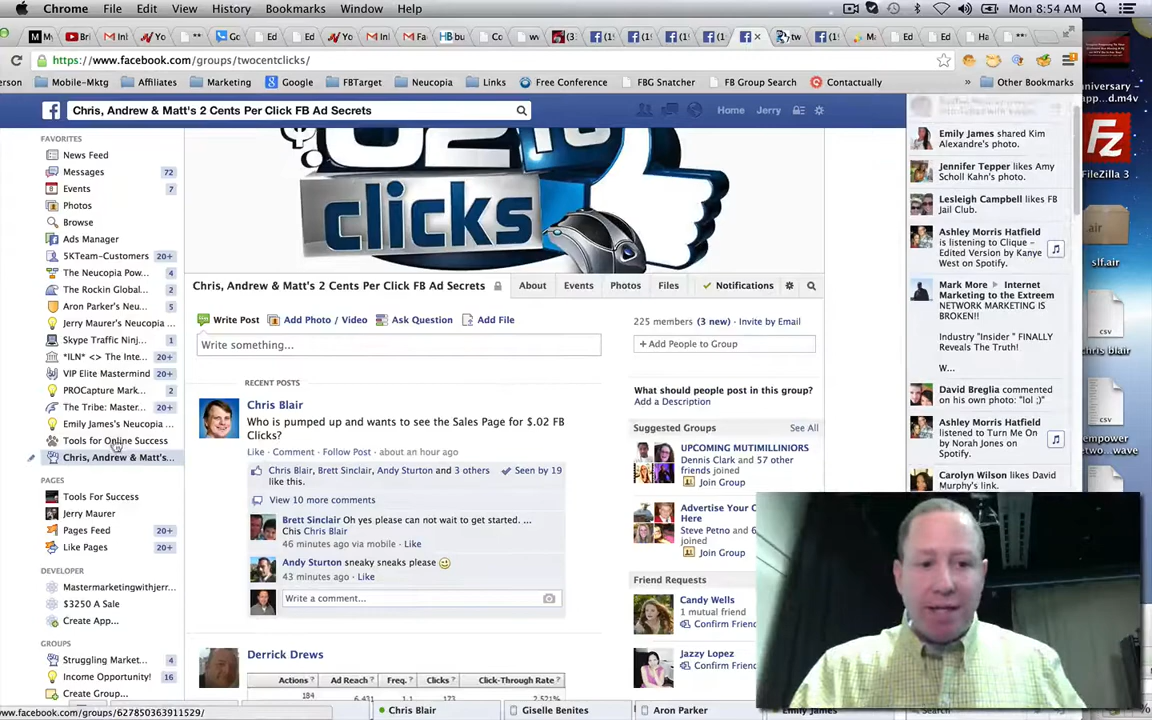 Chrome File Edit View History Bookmarks Window Help Mon 8:54 AM
https://www.facebook.com/groups/twocentclicks/
erson Mobile-Mktg Affiliates Marketing Google FBTarget Neucopia Links Free Conference FBG Snatcher FB Group Search Contactually » Other Bookmarks
Chris, Andrew & Matt's 2 Cents Per Click FB Ad Secrets Home Jerry
FAVORITES
News Feed
Messages 72
Events 7
Photos
Browse
Ads Manager
5KTeam-Customers 20+
The Neucopia Pow... 4
The Rockin Global... 20+
Aron Parker's Neu... 5
Jerry Maurer's Neucopia ...
Skype Traffic Ninj... 1
*ILN* <> The Inte... 20+
VIP Elite Mastermind 20+
PROCapture Mark... 2
The Tribe: Master... 20+
Emily James's Neucopia ...
Tools for Online Success
Chris, Andrew & Matt's...
PAGES
Tools For Success
Jerry Maurer
Pages Feed 20+
Like Pages 20+
DEVELOPER
Mastermarketingwithjerr...
$3250 A Sale
Create App...
GROUPS
Struggling Market... 4
Income Opportunity! 16
Create Group...
facebook.com/groups/627850363911529/
clicks
Chris, Andrew & Matt's 2 Cents Per Click FB Ad Secrets About Events Photos Files Notifications
Write Post Add Photo / Video Ask Question Add File
Write something...
RECENT POSTS
Chris Blair
Who is pumped up and wants to see the Sales Page for $.02 FB
Clicks?
Like · Comment · Follow Post · about an hour ago
Chris Blair, Brett Sinclair, Andy Sturton and 3 others
like this.
Seen by 19
View 10 more comments
Brett Sinclair Oh yes please can not wait to get started. ...
Chis Chris Blair
46 minutes ago via mobile · Like
Andy Sturton sneaky sneaks please
43 minutes ago · Like
Write a comment...
Derrick Drews
Actions ? Ad Reach ? Freq. ? Clicks ? Click-Through Rate ?
184 6,431 1.1 173 2.521%
225 members (3 new) · Invite by Email
+ Add People to Group
What should people post in this group?
Add a Description
Suggested Groups See All
UPCOMING MUTIMILLINIORS
Dennis Clark and 57 other
friends joined
Join Group
Advertise Your
Here
Steve Petno
joined
Join Group
Friend Requests
Candy Wells
1 mutual friend
Confirm Frien
Jazzy Lopez
Confirm Frien
Emily James shared Kim
Alexandre's photo.
Jennifer Tepper likes Amy
Scholl Kahn's photo.
Lesleigh Campbell likes FB
Jail Club.
Ashley Morris Hatfield
is listening to Clique -
Edited Version by Kanye
West on Spotify.
Mark More ▸ Internet
Marketing to the Extreem
NETWORK MARKETING IS
BROKEN!!
Industry "Insider " FINALLY
Reveals The Truth!
W...
David Breglia commented
on his own photo: "lol ;)"
Ashley Morris Hatfield
listened to Turn Me On
by Norah Jones on
Spotify.
Carolyn Wilson likes David
Murphy's link.
FileZilla 3
.air
slf.air
csv
Chris Blair
csv
Chris Blair Giselle Benites Aron Parker